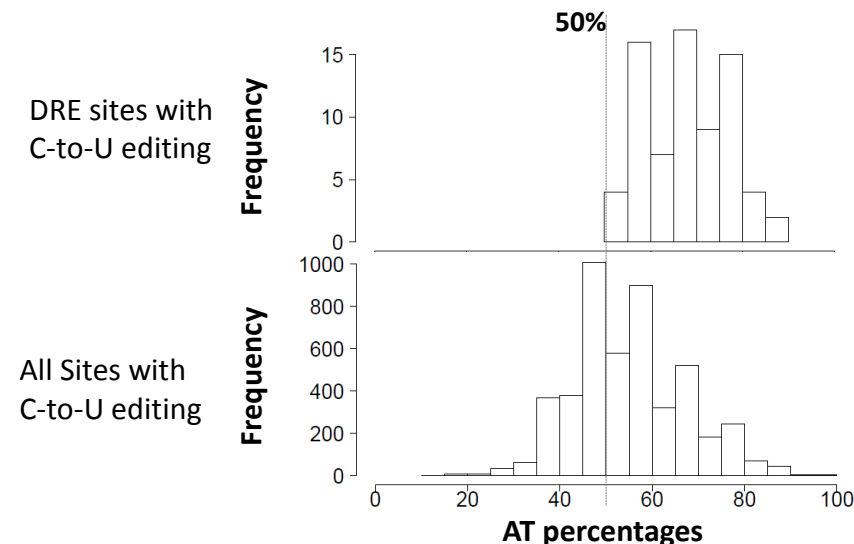 50%
15
10
5
0
Frequency
DRE sites with
C-to-U editing
1000
800
600
400
200
0
Frequency
All Sites with
C-to-U editing
0 20 40 60 80 100
AT percentages